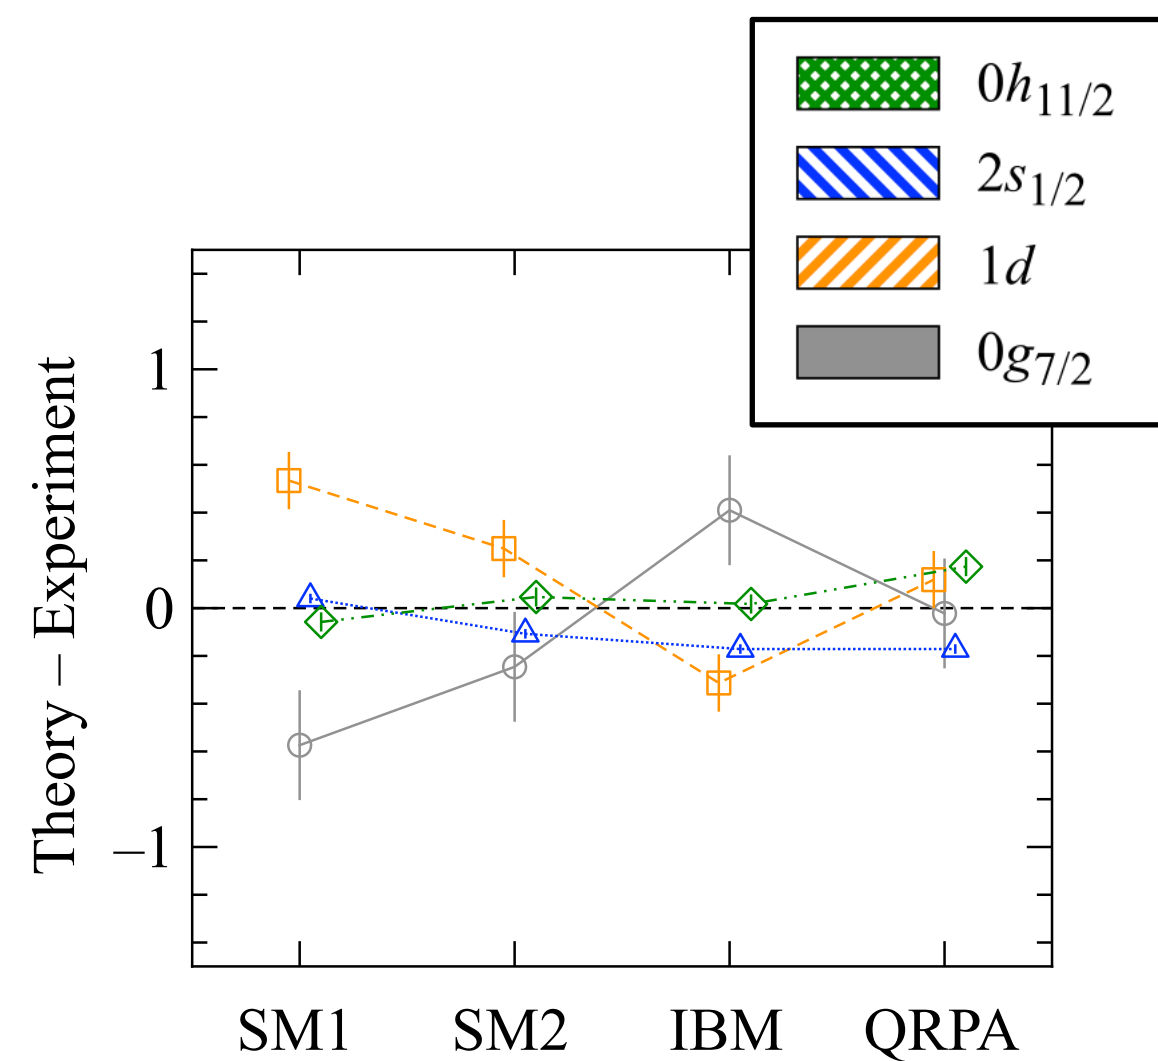 0h11/2
2s1/2
1d
0g7/2
Theory – Experiment
1
0
−1
SM1 SM2 IBM QRPA